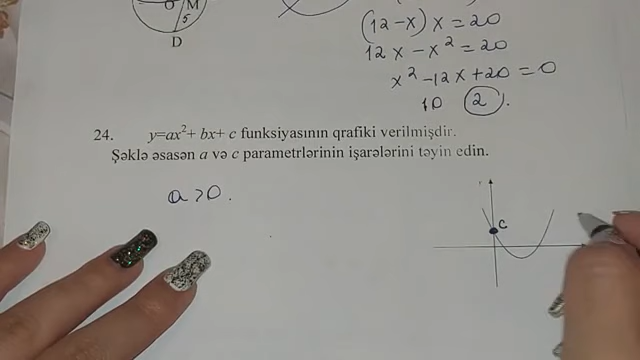 O M
5
D
(12-x)x=20
12x-x²=20
x²-12x+20=0
10 2.
24. y=ax²+ bx+ c funksiyasının qrafiki verilmişdir.
Şəklə əsasən a və c parametrlərinin işarələrini təyin edin.
a>0.
c